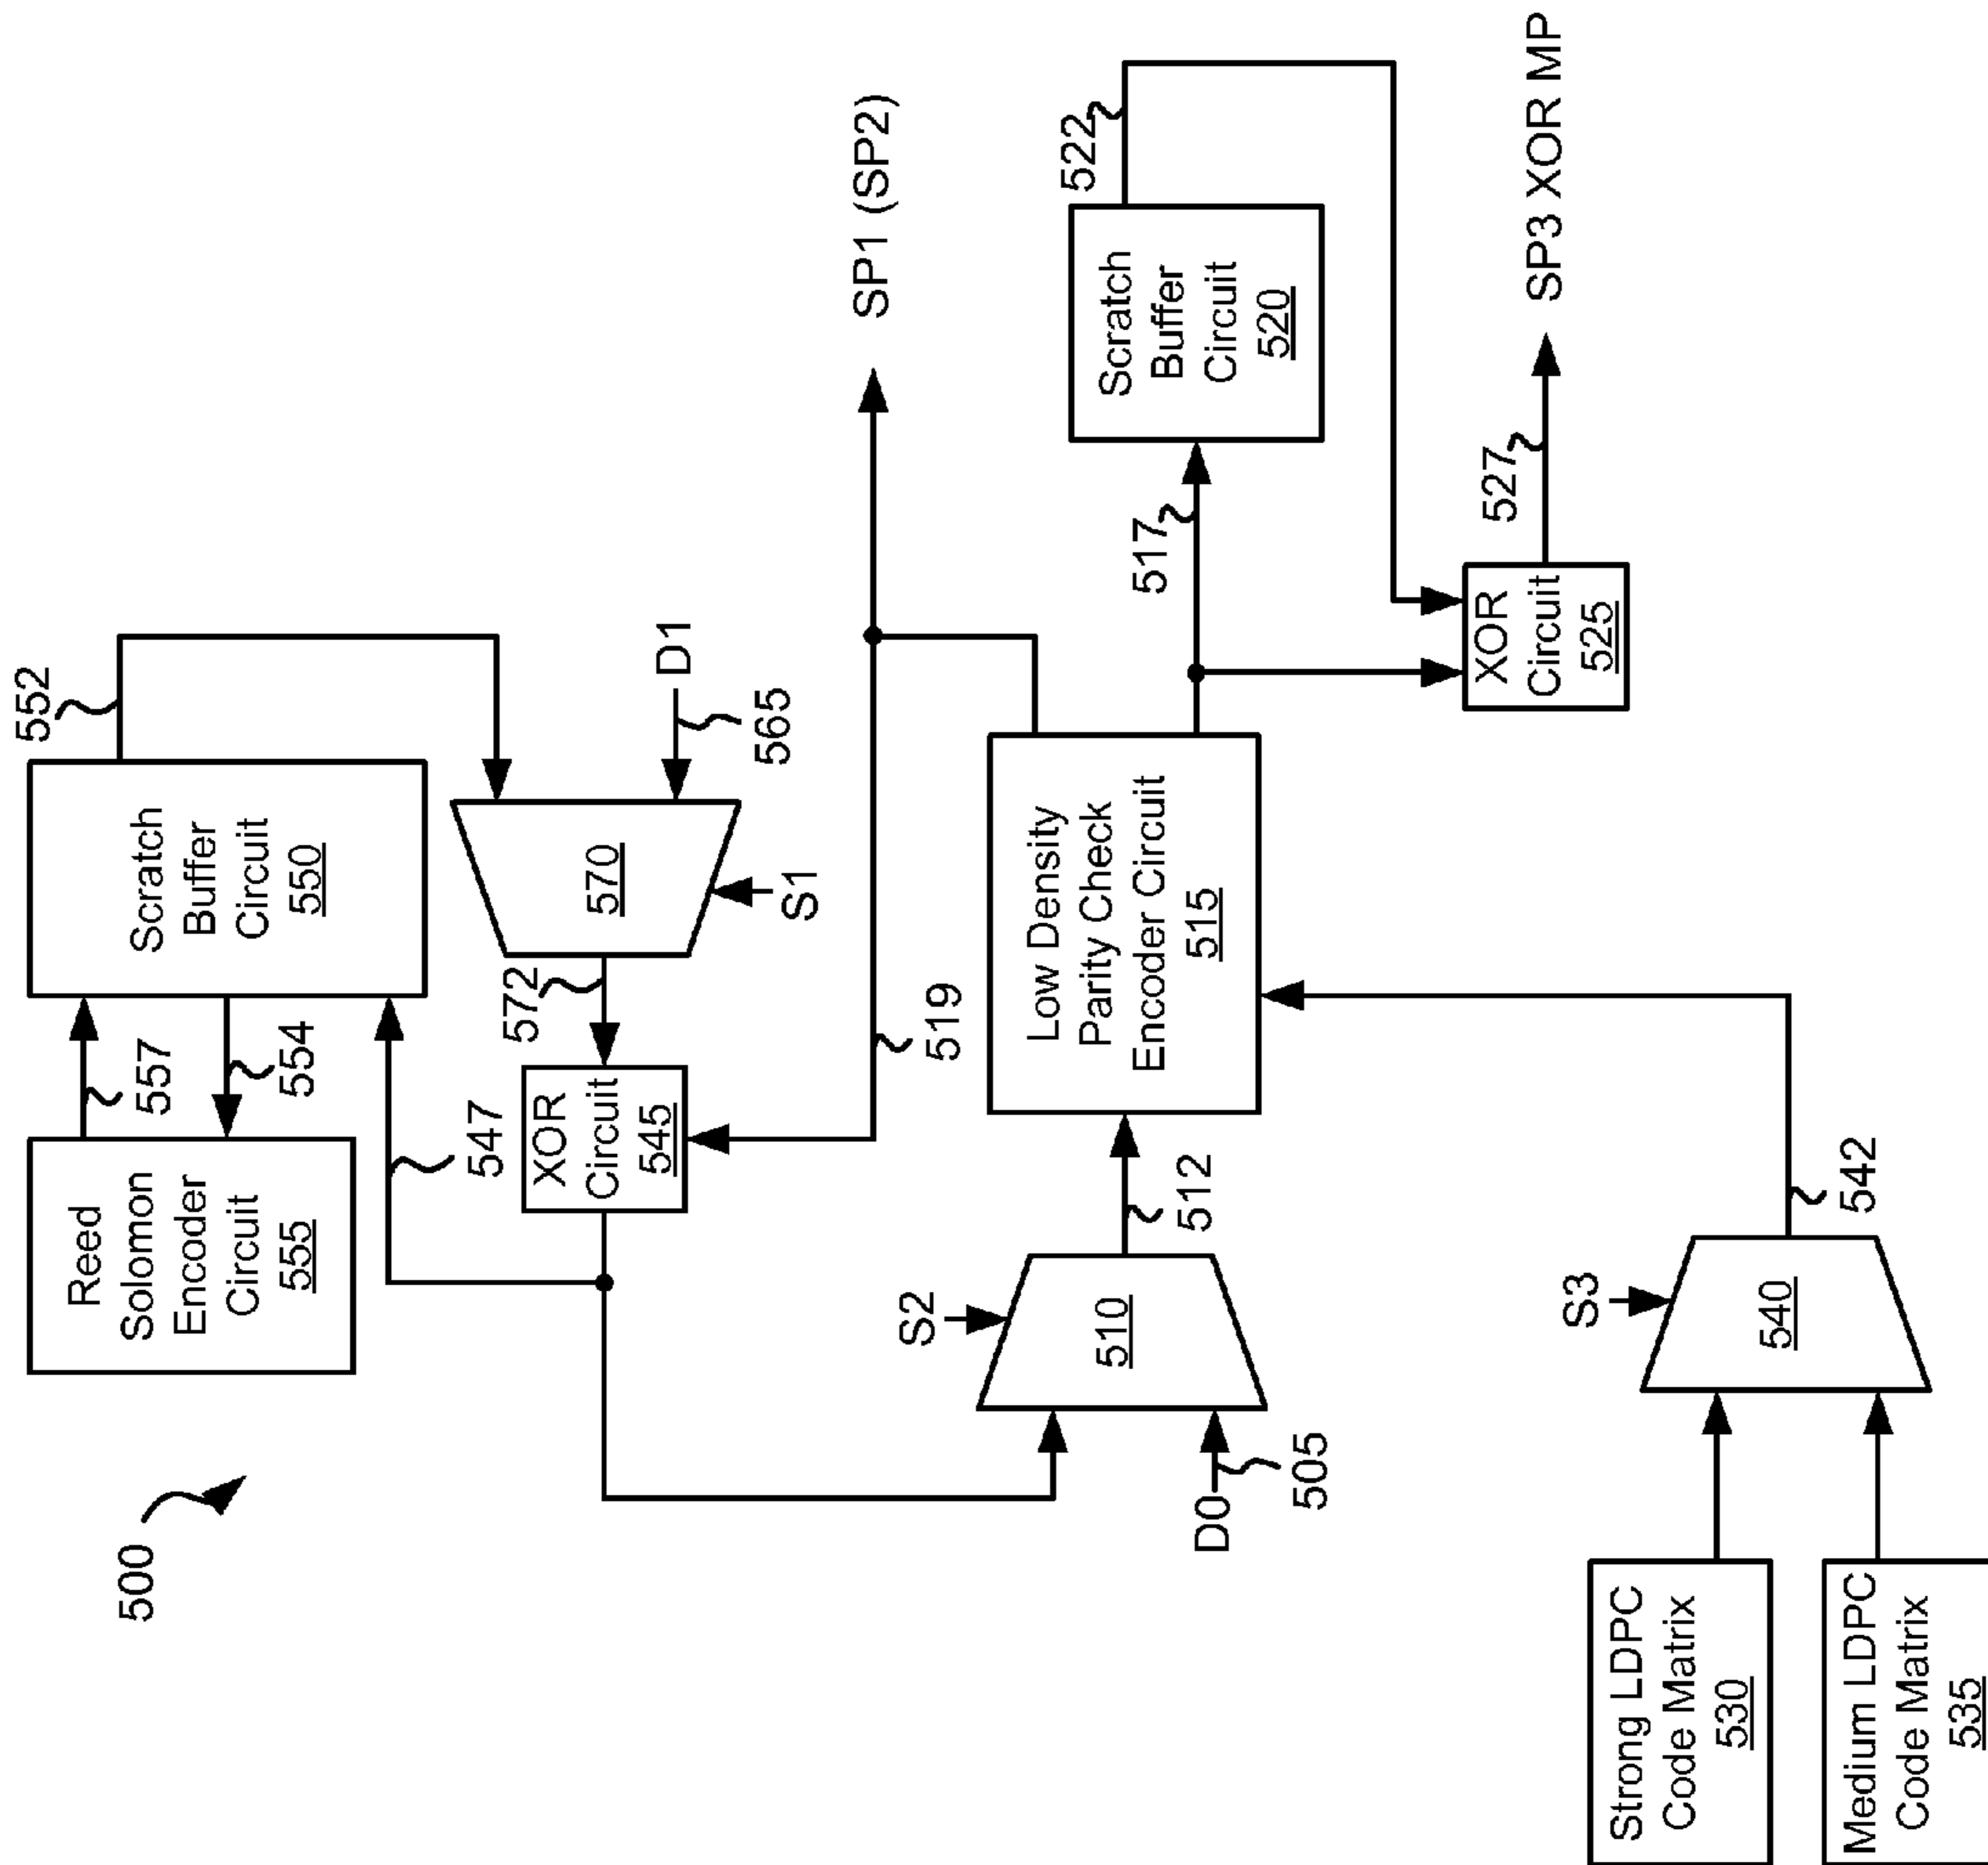 500
Reed
Solomon
Encoder
Circuit
555
557
554
Scratch
Buffer
Circuit
550
552
547
XOR
Circuit
545
572
570
S1
D1
565
519
SP1 (SP2)
S2
510
D0
505
512
Low Density
Parity Check
Encoder Circuit
515
517
Scratch
Buffer
Circuit
520
522
XOR
Circuit
525
527
SP3 XOR MP
Strong LDPC
Code Matrix
530
Medium LDPC
Code Matrix
535
S3
540
542